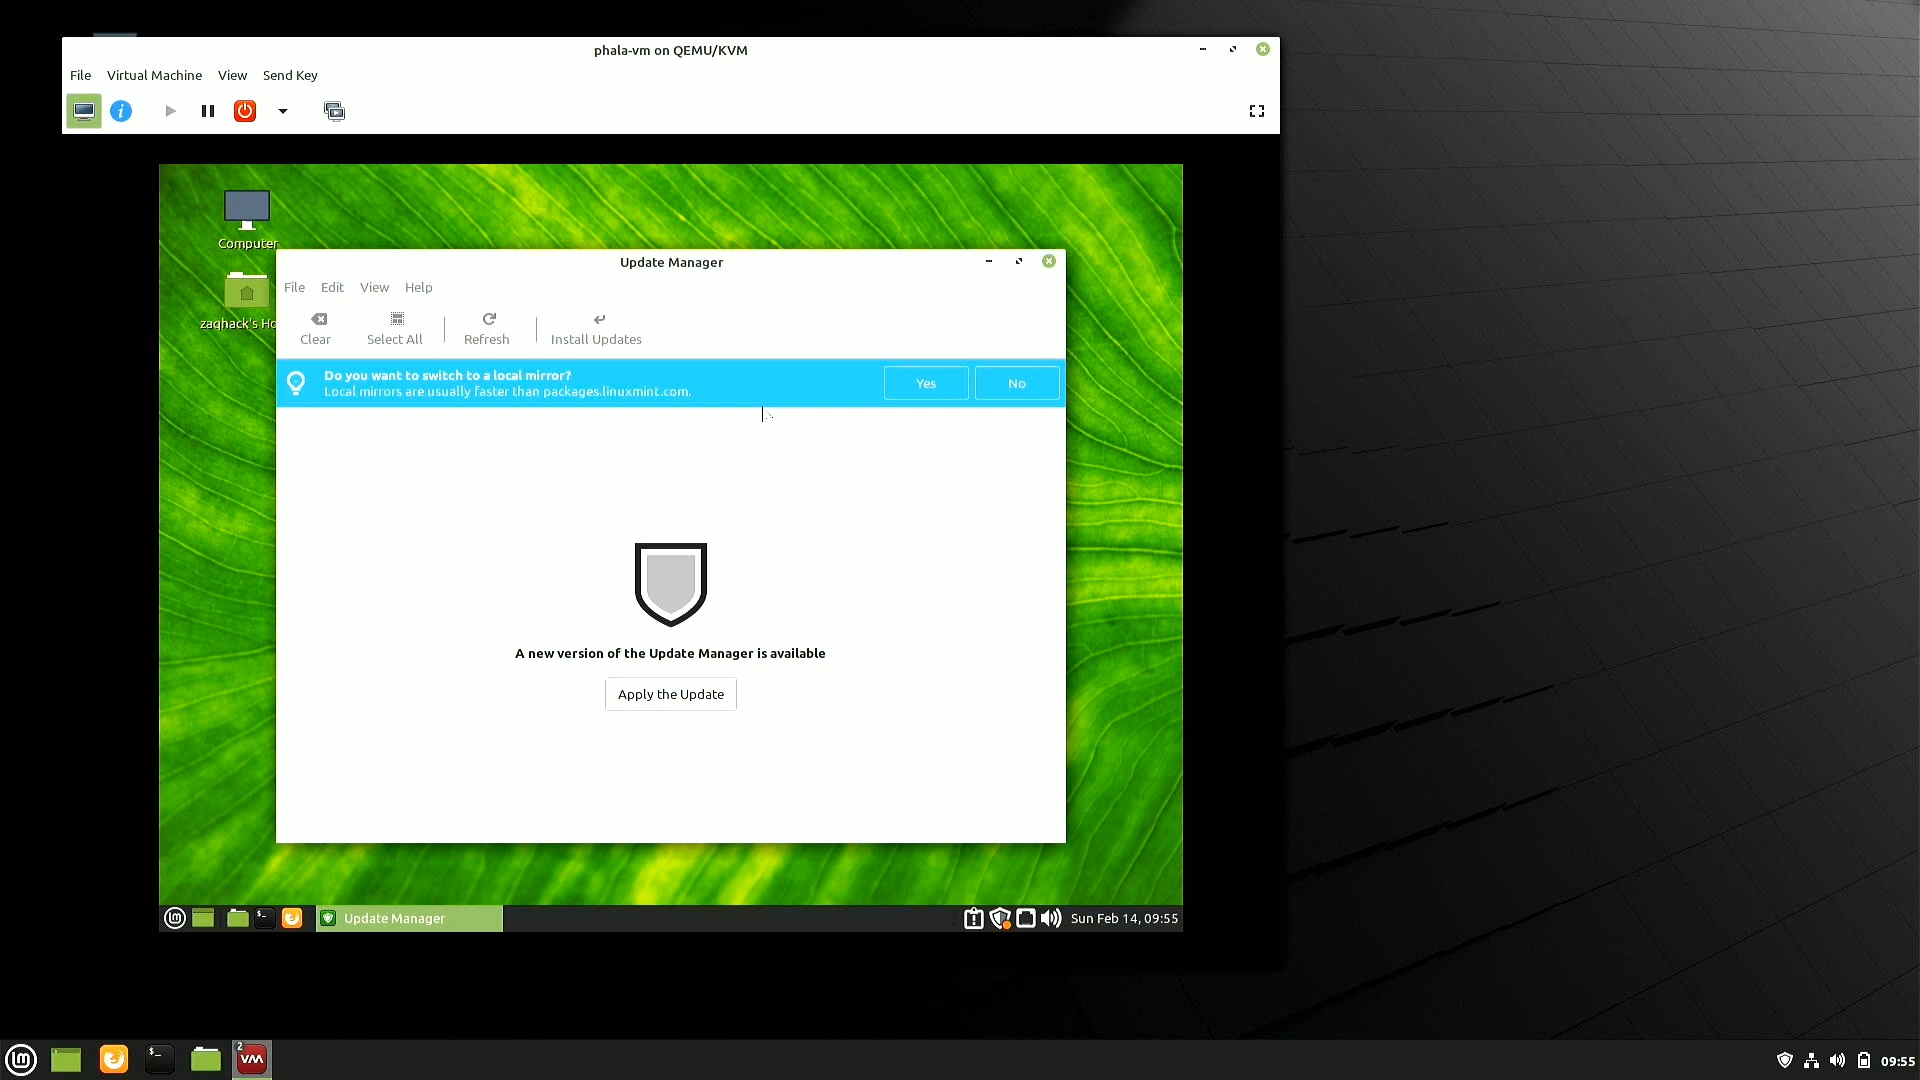 phala-vm on QEMU/KVM
File Virtual Machine View Send Key
Computer
zaqhack's Ho
Update Manager
File Edit View Help
Clear Select All Refresh Install Updates
Do you want to switch to a local mirror?
Local mirrors are usually faster than packages.linuxmint.com.
Yes No
A new version of the Update Manager is available
Apply the Update
Update Manager
Sun Feb 14, 09:55
2
VM
09:55